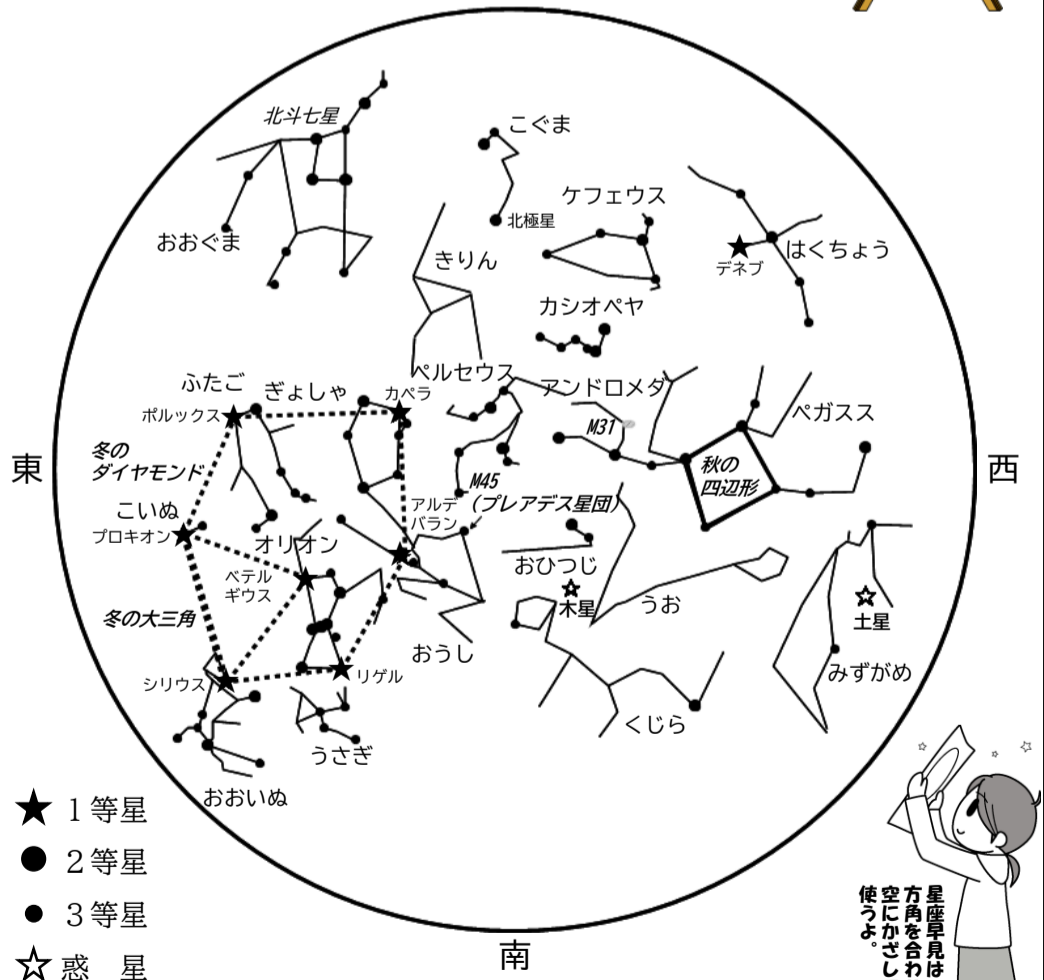 北斗七星
こぐま
ケフェウス
北極星
おおぐま
はくちょう
デネブ
きりん
カシオペヤ
ペルセウス
アンドロメダ
ふたご
ぎょしゃ
カペラ
ポルックス
ペガスス
M31
東
冬の
ダイヤモンド
秋の
四辺形
西
M45
(プレアデス星団)
アルデ
バラン
こいぬ
プロキオン
オリオン
おひつじ
ベテル
ギウス
木星
うお
土星
冬の大三角
おうし
みずがめ
シリウス
リゲル
くじら
うさぎ
おおいぬ
★ 1等星
● 2等星
● 3等星
☆ 惑 星
南
星座早見は
方角を合わ
空にかざし
使うよ。